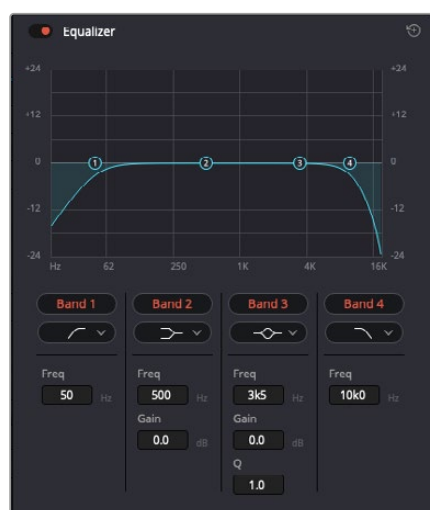 Equalizer
+24 +24
+12 +12
0 1 2 3 4 0
-12 -12
-24 -24
Hz 62 250 1K 4K 16K
Band 1 Band 2 Band 3 Band 4
Freq Freq Freq Freq
50 Hz 500 Hz 3k5 Hz 10k0 Hz
Gain Gain
0.0 dB 0.0 dB
Q
1.0